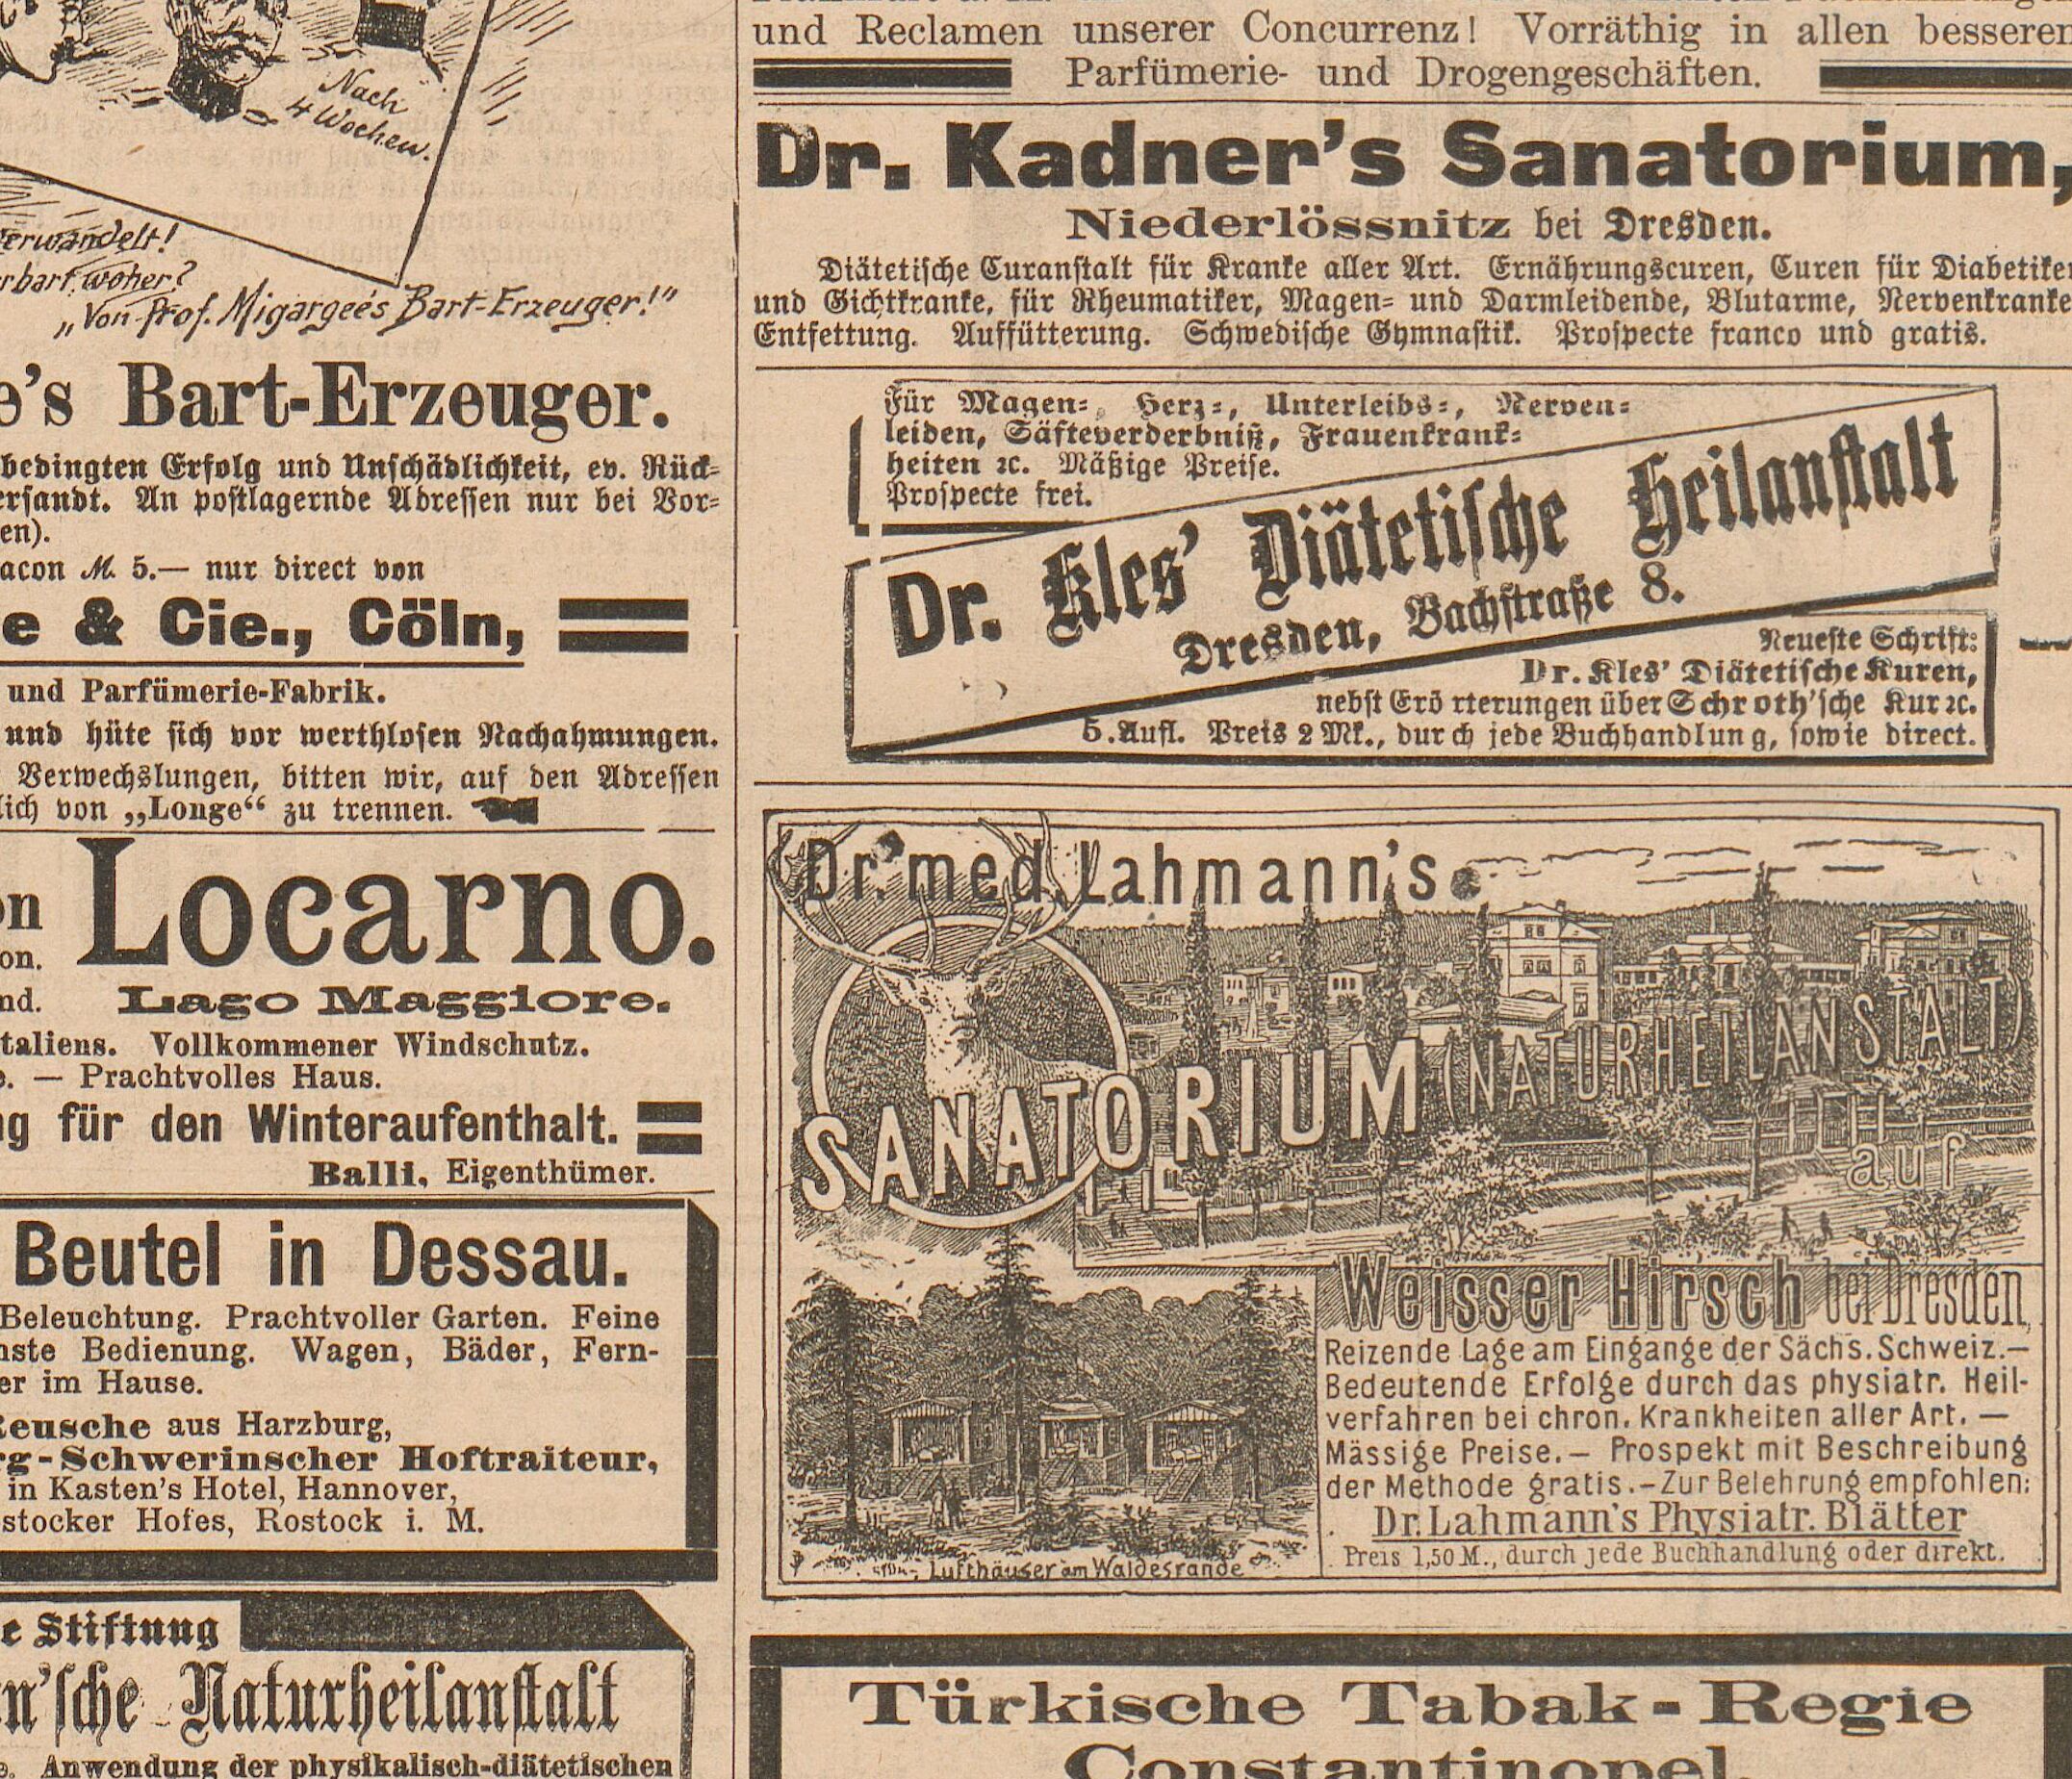 Nach
4 Wochen.
erwandelt!
rbart, woher?
„Von Prof. Migargeés Bart-Erzeuger!"
e's Bart-Erzeuger.
bedingten Erfolg und Unschädlichkeit, ev. Rück-
ersandt. An postlagernde Adressen nur bei Vor-
en).
acon M. 5.— nur direct von
e & Cie., Cöln,
und Parfümerie-Fabrik.
und hüte sich vor werthlosen Nachahmungen.
Verwechslungen, bitten wir, auf den Adressen
lich von „Longe“ zu trennen.
on Locarno.
on.
nd. Lago Maggiore.
taliens. Vollkommener Windschutz.
e. — Prachtvolles Haus.
ng für den Winteraufenthalt.
Balli, Eigenthümer.
Beutel in Dessau.
Beleuchtung. Prachtvoller Garten. Feine
nste Bedienung. Wagen, Bäder, Fern-
er im Hause.
Reusche aus Harzburg,
rg-Schwerinscher Hoftraiteur,
in Kasten's Hotel, Hannover,
stocker Hofes, Rostock i. M.
e Stiftung
n'sche Naturheilanstalt
e. Anwendung der physikalisch-diätetischen
und Reclamen unserer Concurrenz! Vorräthig in allen besseren
Parfümerie- und Drogengeschäften.
Dr. Kadner's Sanatorium,
Niederlössnitz bei Dresden.
Diätetische Curanstalt für Kranke aller Art. Ernährungscuren, Curen für Diabetiker
und Gichtkranke, für Rheumatiker, Magen- und Darmleidende, Blutarme, Nervenkranke
Entfettung. Auffütterung. Schwedische Gymnastik. Prospecte franco und gratis.
Für Magen-, Herz-, Unterleibs-, Nerven-
leiden, Säfteverderbniß, Frauenkrank-
heiten ꝛc. Mäßige Preise.
Prospecte frei.
Dr. Kles' Diätetische Heilanstalt
Dresden, Bachstraße 8.
Neueste Schrift:
Dr. Kles' Diätetische Kuren,
nebst Erörterungen über Schroth'sche Kur ꝛc.
5. Aufl. Preis 2 Mk., durch jede Buchhandlung, sowie direct.
Dr. med. Lahmann's
SANATORIUM (NATURHEILANSTALT)
auf
Weisser Hirsch bei Dresden,
Reizende Lage am Eingange der Sächs. Schweiz.—
Bedeutende Erfolge durch das physiatr. Heil-
verfahren bei chron. Krankheiten aller Art. —
Mässige Preise.— Prospekt mit Beschreibung
der Methode gratis.—Zur Belehrung empfohlen:
Dr. Lahmann's Physiatr. Blätter
Preis 1,50 M., durch jede Buchhandlung oder direkt.
Lufthäuser am Waldesrande
Türkische Tabak-Regie
Constantinopel.